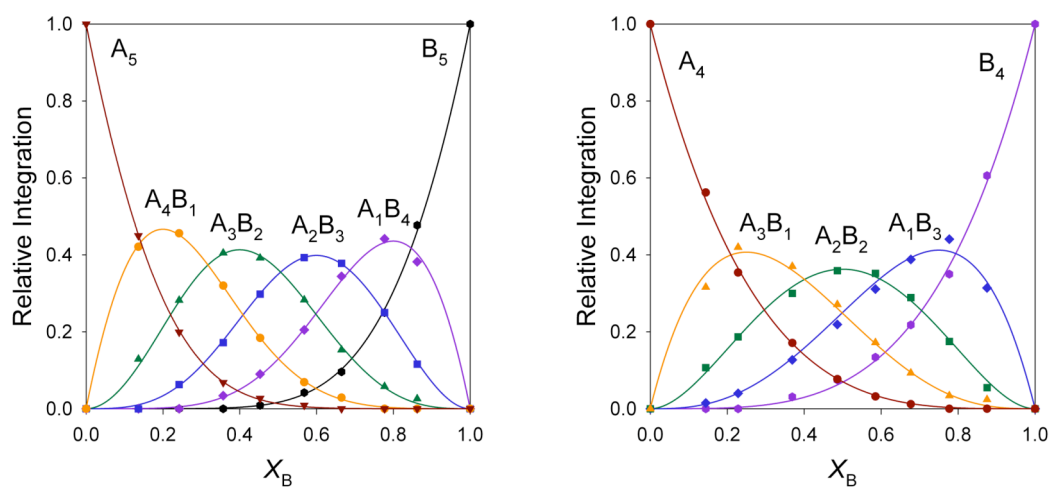 A₅
B₅
A₄B₁
A₃B₂
A₂B₃
A₁B₄
1.0
0.8
0.6
0.4
0.2
0.0
Relative Integration
0.0 0.2 0.4 0.6 0.8 1.0
X_B
A₄
B₄
A₃B₁
A₂B₂
A₁B₃
1.0
0.8
0.6
0.4
0.2
0.0
Relative Integration
0.0 0.2 0.4 0.6 0.8 1.0
X_B